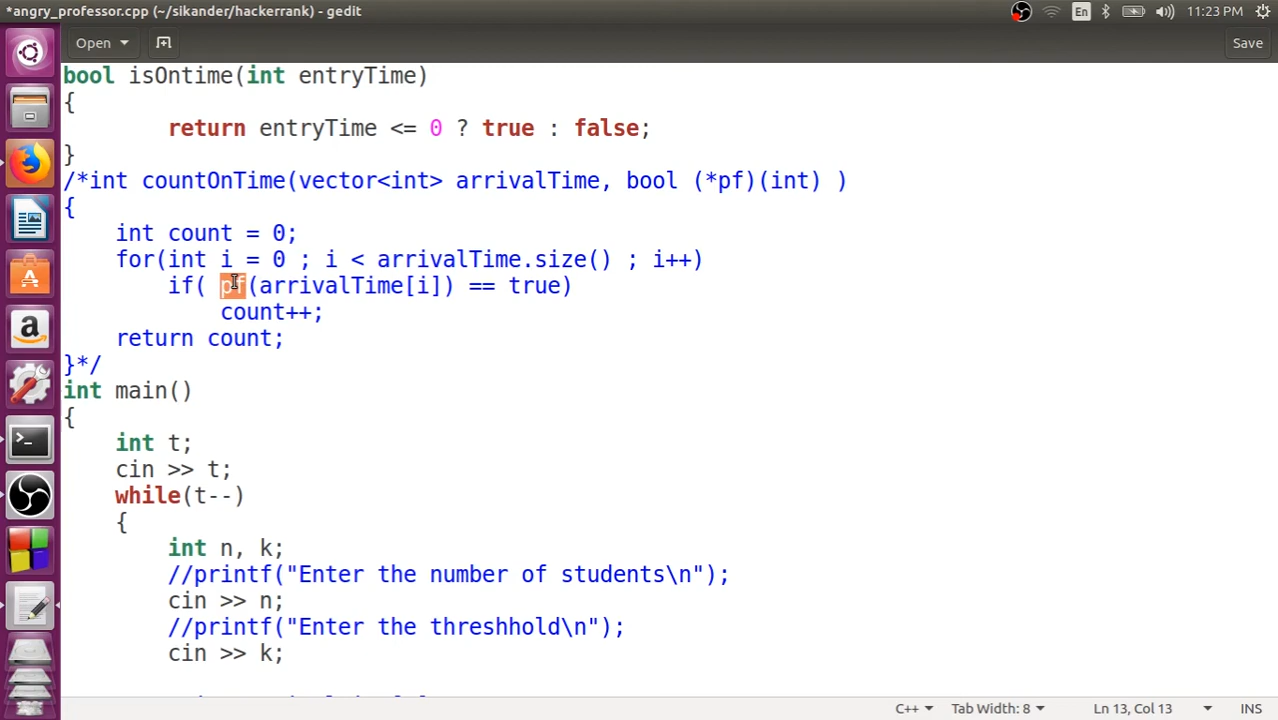 *angry_professor.cpp (~/sikander/hackerrank) - gedit
En
11:23 PM
Open
Save
bool isOntime(int entryTime)
{
return entryTime <= 0 ? true : false;
}
/*int countOnTime(vector<int> arrivalTime, bool (*pf)(int) )
{
int count = 0;
for(int i = 0 ; i < arrivalTime.size() ; i++)
if( pf(arrivalTime[i]) == true)
count++;
return count;
}*/
int main()
{
int t;
cin >> t;
while(t--)
{
int n, k;
//printf("Enter the number of students\n");
cin >> n;
//printf("Enter the threshhold\n");
cin >> k;
C++
Tab Width: 8
Ln 13, Col 13
INS